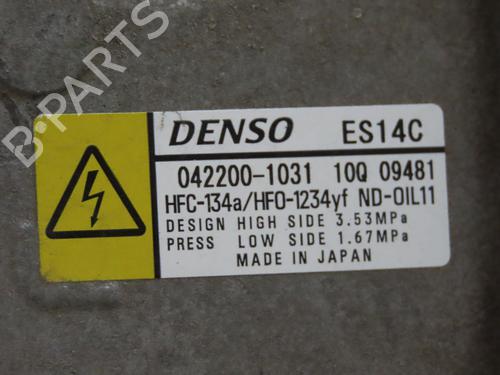 DENSO ES14C
042200-1031 10Q 09481
HFC-134a/HFO-1234yf ND-OIL11
DESIGN HIGH SIDE 3.53MPa
PRESS LOW SIDE 1.67MPa
MADE IN JAPAN
B-PARTS